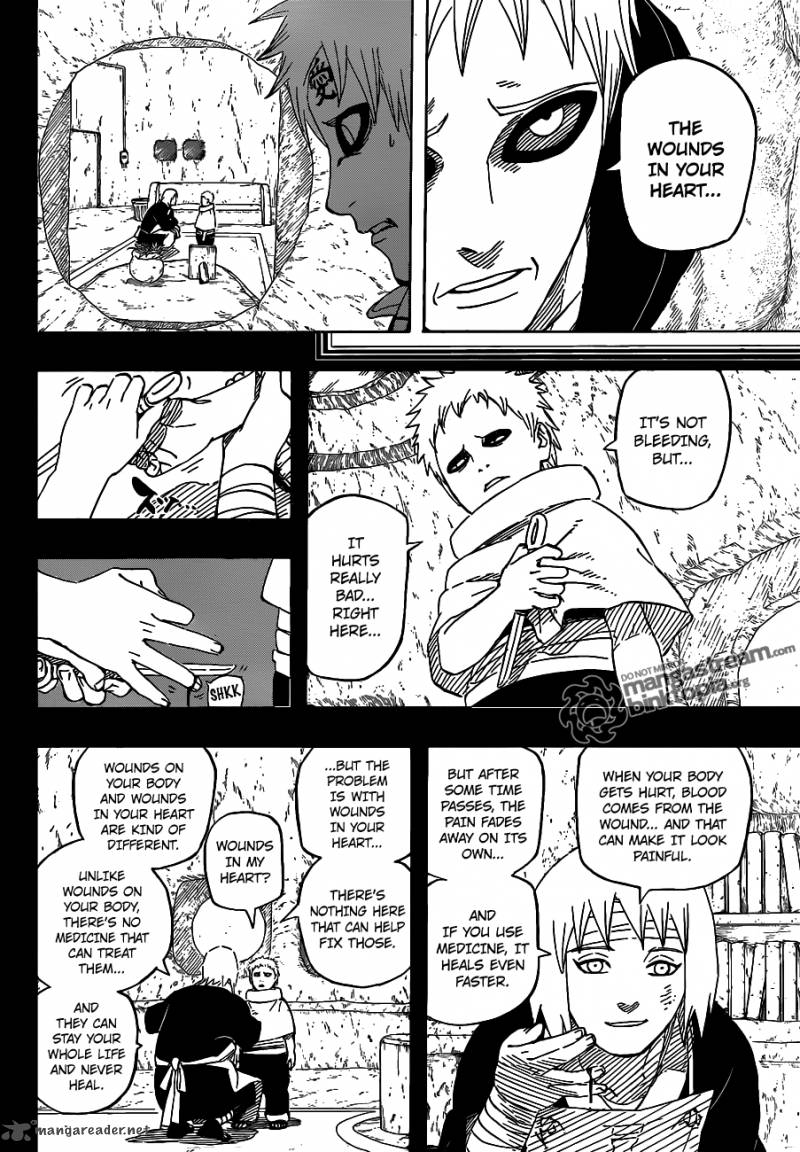 THE
WOUNDS
IN YOUR
HEART...
愛
IT'S NOT
BLEEDING,
BUT...
IT
HURTS
REALLY
BAD...
RIGHT
HERE...
SHKK
DO NOT MIRROR
mangastream.com
binktopia.org
WHEN YOUR BODY
GETS HURT, BLOOD
COMES FROM THE
WOUND... AND THAT
CAN MAKE IT LOOK
PAINFUL.
BUT AFTER
SOME TIME
PASSES, THE
PAIN FADES
AWAY ON ITS
OWN...
AND
IF YOU USE
MEDICINE, IT
HEALS EVEN
FASTER.
...BUT THE
PROBLEM
IS WITH
WOUNDS
IN YOUR
HEART...
THERE'S
NOTHING HERE
THAT CAN HELP
FIX THOSE.
WOUNDS
IN MY
HEART?
WOUNDS ON
YOUR BODY
AND WOUNDS
IN YOUR HEART
ARE KIND OF
DIFFERENT.
UNLIKE
WOUNDS ON
YOUR BODY,
THERE'S NO
MEDICINE THAT
CAN TREAT
THEM...
AND
THEY CAN
STAY YOUR
WHOLE LIFE
AND NEVER
HEAL.
mangareader.net